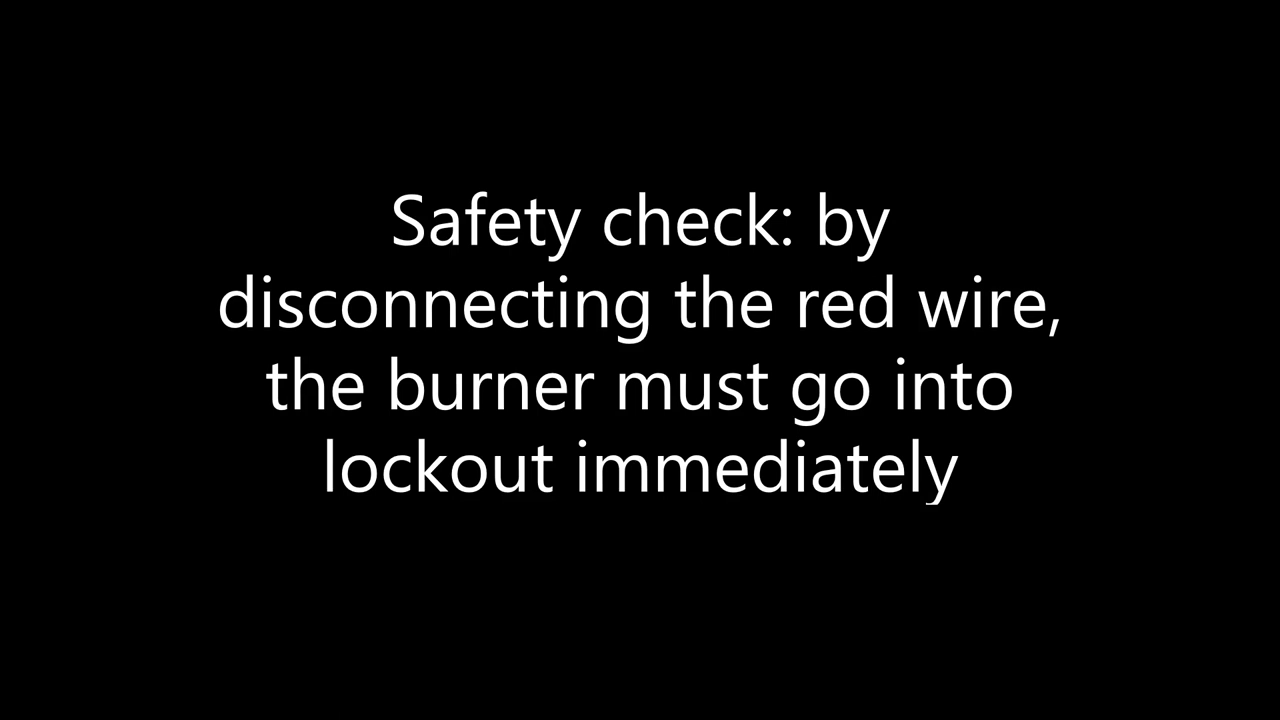 Safety check: by
disconnecting the red wire,
the burner must go into
lockout immediately